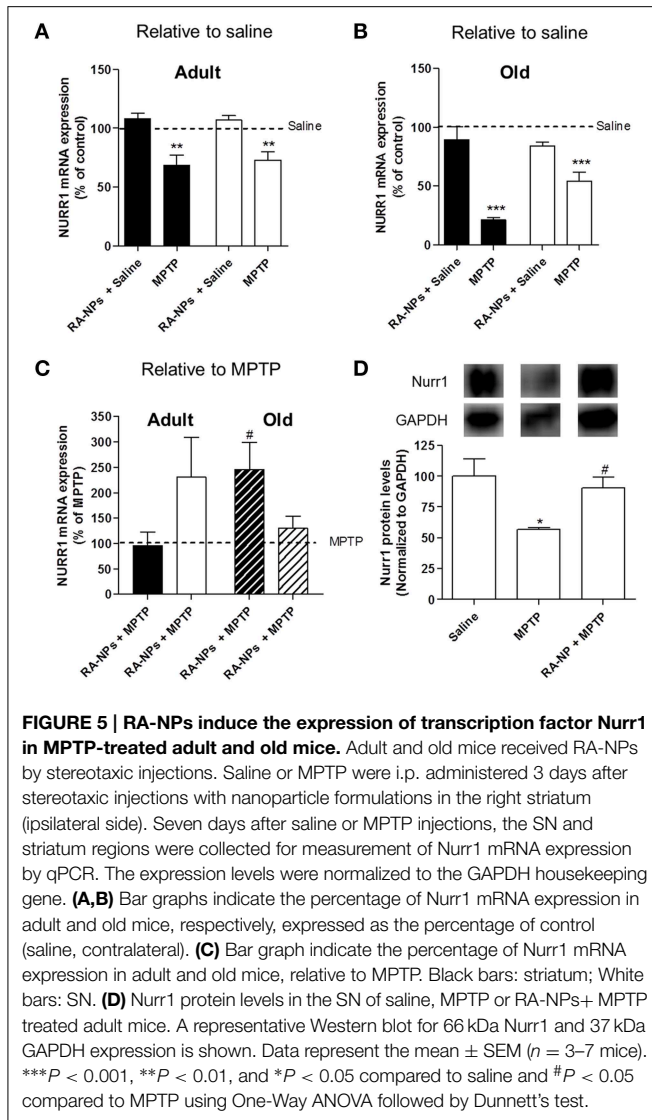 A
Relative to saline
Adult
150
100
50
0
NURR1 mRNA expression
(% of control)
Saline
**
**
RA-NPs + Saline
MPTP
RA-NPs + Saline
MPTP
B
Relative to saline
Old
150
100
50
0
NURR1 mRNA expression
(% of control)
Saline
***
***
RA-NPs + Saline
MPTP
RA-NPs + Saline
MPTP
C
Relative to MPTP
Adult
Old
350
300
250
200
150
100
50
0
NURR1 mRNA expression
(% of MPTP)
#
MPTP
RA-NPs + MPTP
RA-NPs + MPTP
RA-NPs + MPTP
RA-NPs + MPTP
D
Nurr1
GAPDH
125
100
75
50
25
0
Nurr1 protein levels
(Normalized to GAPDH)
*
#
Saline
MPTP
RA-NP + MPTP
FIGURE 5 | RA-NPs induce the expression of transcription factor Nurr1
in MPTP-treated adult and old mice. Adult and old mice received RA-NPs
by stereotaxic injections. Saline or MPTP were i.p. administered 3 days after
stereotaxic injections with nanoparticle formulations in the right striatum
(ipsilateral side). Seven days after saline or MPTP injections, the SN and
striatum regions were collected for measurement of Nurr1 mRNA expression
by qPCR. The expression levels were normalized to the GAPDH housekeeping
gene. (A,B) Bar graphs indicate the percentage of Nurr1 mRNA expression in
adult and old mice, respectively, expressed as the percentage of control
(saline, contralateral). (C) Bar graph indicate the percentage of Nurr1 mRNA
expression in adult and old mice, relative to MPTP. Black bars: striatum; White
bars: SN. (D) Nurr1 protein levels in the SN of saline, MPTP or RA-NPs+ MPTP
treated adult mice. A representative Western blot for 66 kDa Nurr1 and 37 kDa
GAPDH expression is shown. Data represent the mean ± SEM (n = 3–7 mice).
***P < 0.001, **P < 0.01, and *P < 0.05 compared to saline and #P < 0.05
compared to MPTP using One-Way ANOVA followed by Dunnett's test.